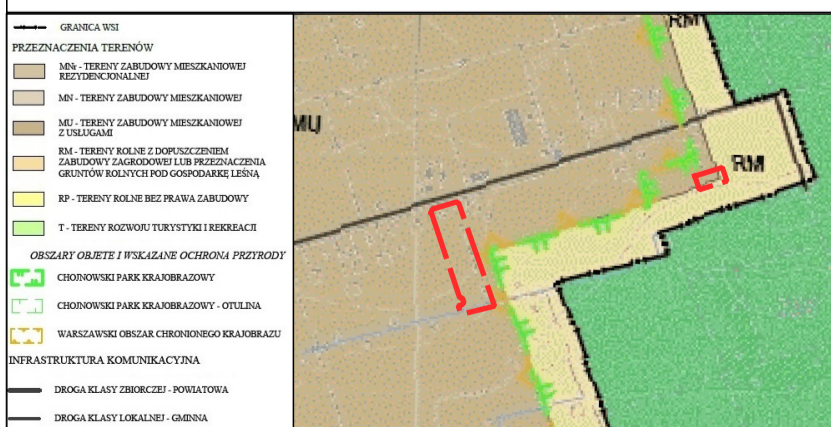 GRANICA WSI
PRZEZNACZENIA TERENÓW
MNr - TERENY ZABUDOWY MIESZKANIOWEJ
REZYDENCJONALNEJ
MN - TERENY ZABUDOWY MIESZKANIOWEJ
MU - TERENY ZABUDOWY MIESZKANIOWEJ
Z USŁUGAMI
RM - TERENY ROLNE Z DOPUSZCZENIEM
ZABUDOWY ZAGRODOWEJ LUB PRZEZNACZENIA
GRUNTÓW ROLNYCH POD GOSPODARKĘ LEŚNĄ
RP - TERENY ROLNE BEZ PRAWA ZABUDOWY
T - TERENY ROZWOJU TURYSTYKI I REKREACJI
OBSZARY OBJETE I WSKAZANE OCHRONA PRZYRODY
CHOJNOWSKI PARK KRAJOBRAZOWY
CHOJNOWSKI PARK KRAJOBRAZOWY - OTULINA
WARSZAWSKI OBSZAR CHRONIONEGO KRAJOBRAZU
INFRASTRUKTURA KOMUNIKACYJNA
DROGA KLASY ZBIORCZEJ - POWIATOWA
DROGA KLASY LOKALNEJ - GMINNA
RM
MU
RM